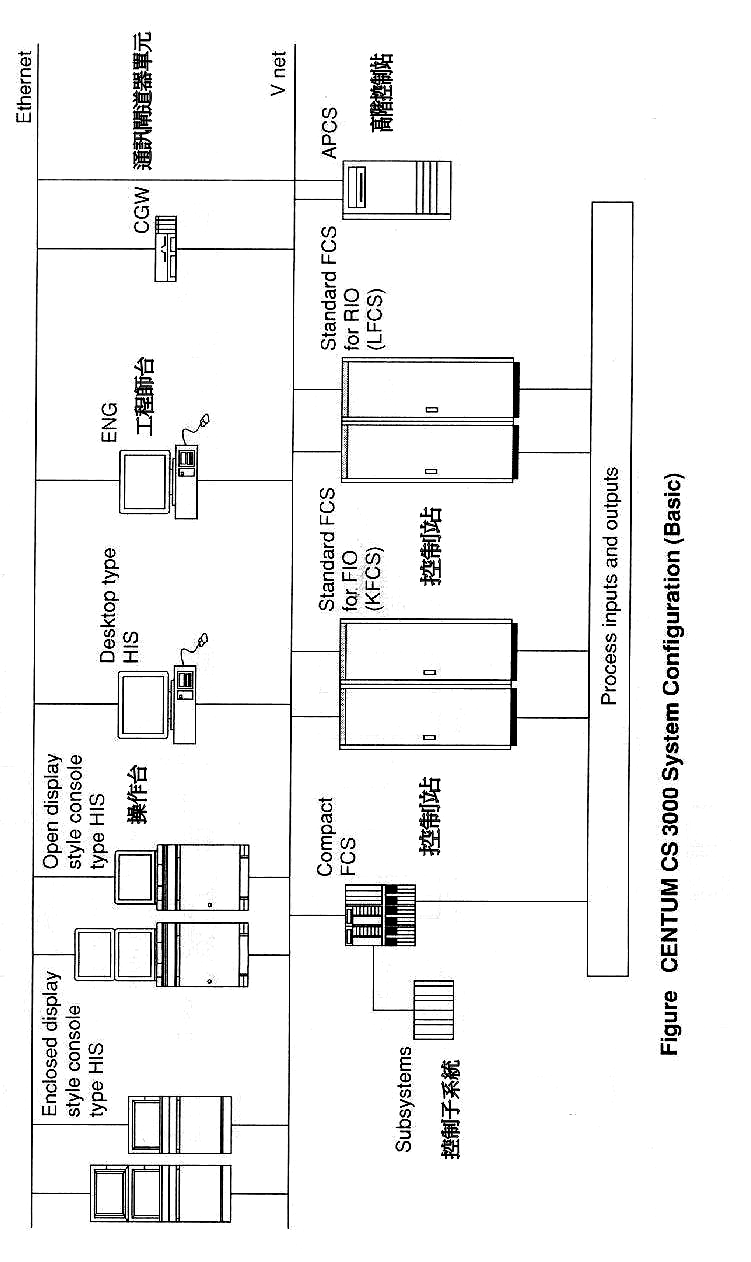 Ethernet
V net
Enclosed display
style console
type HIS
Open display
style console
type HIS
操作台
Desktop type
HIS
ENG
工程師台
CGW
通訊閘道器單元
Subsystems
控制子系統
Compact
FCS
控制站
Standard FCS
for FIO
(KFCS)
控制站
Standard FCS
for RIO
(LFCS)
APCS
高階控制站
Process inputs and outputs
Figure CENTUM CS 3000 System Configuration (Basic)